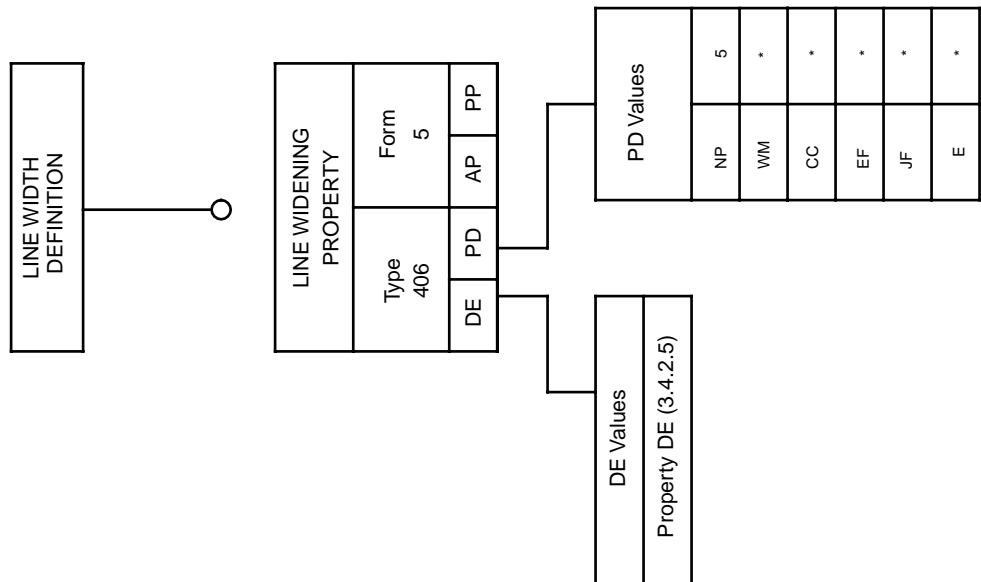 LINE WIDTH
DEFINITION
LINE WIDENING
PROPERTY
Type
406
Form
5
DE
PD
AP
PP
DE Values
Property DE (3.4.2.5)
PD Values
NP 5
WM *
CC *
EF *
JF *
E *